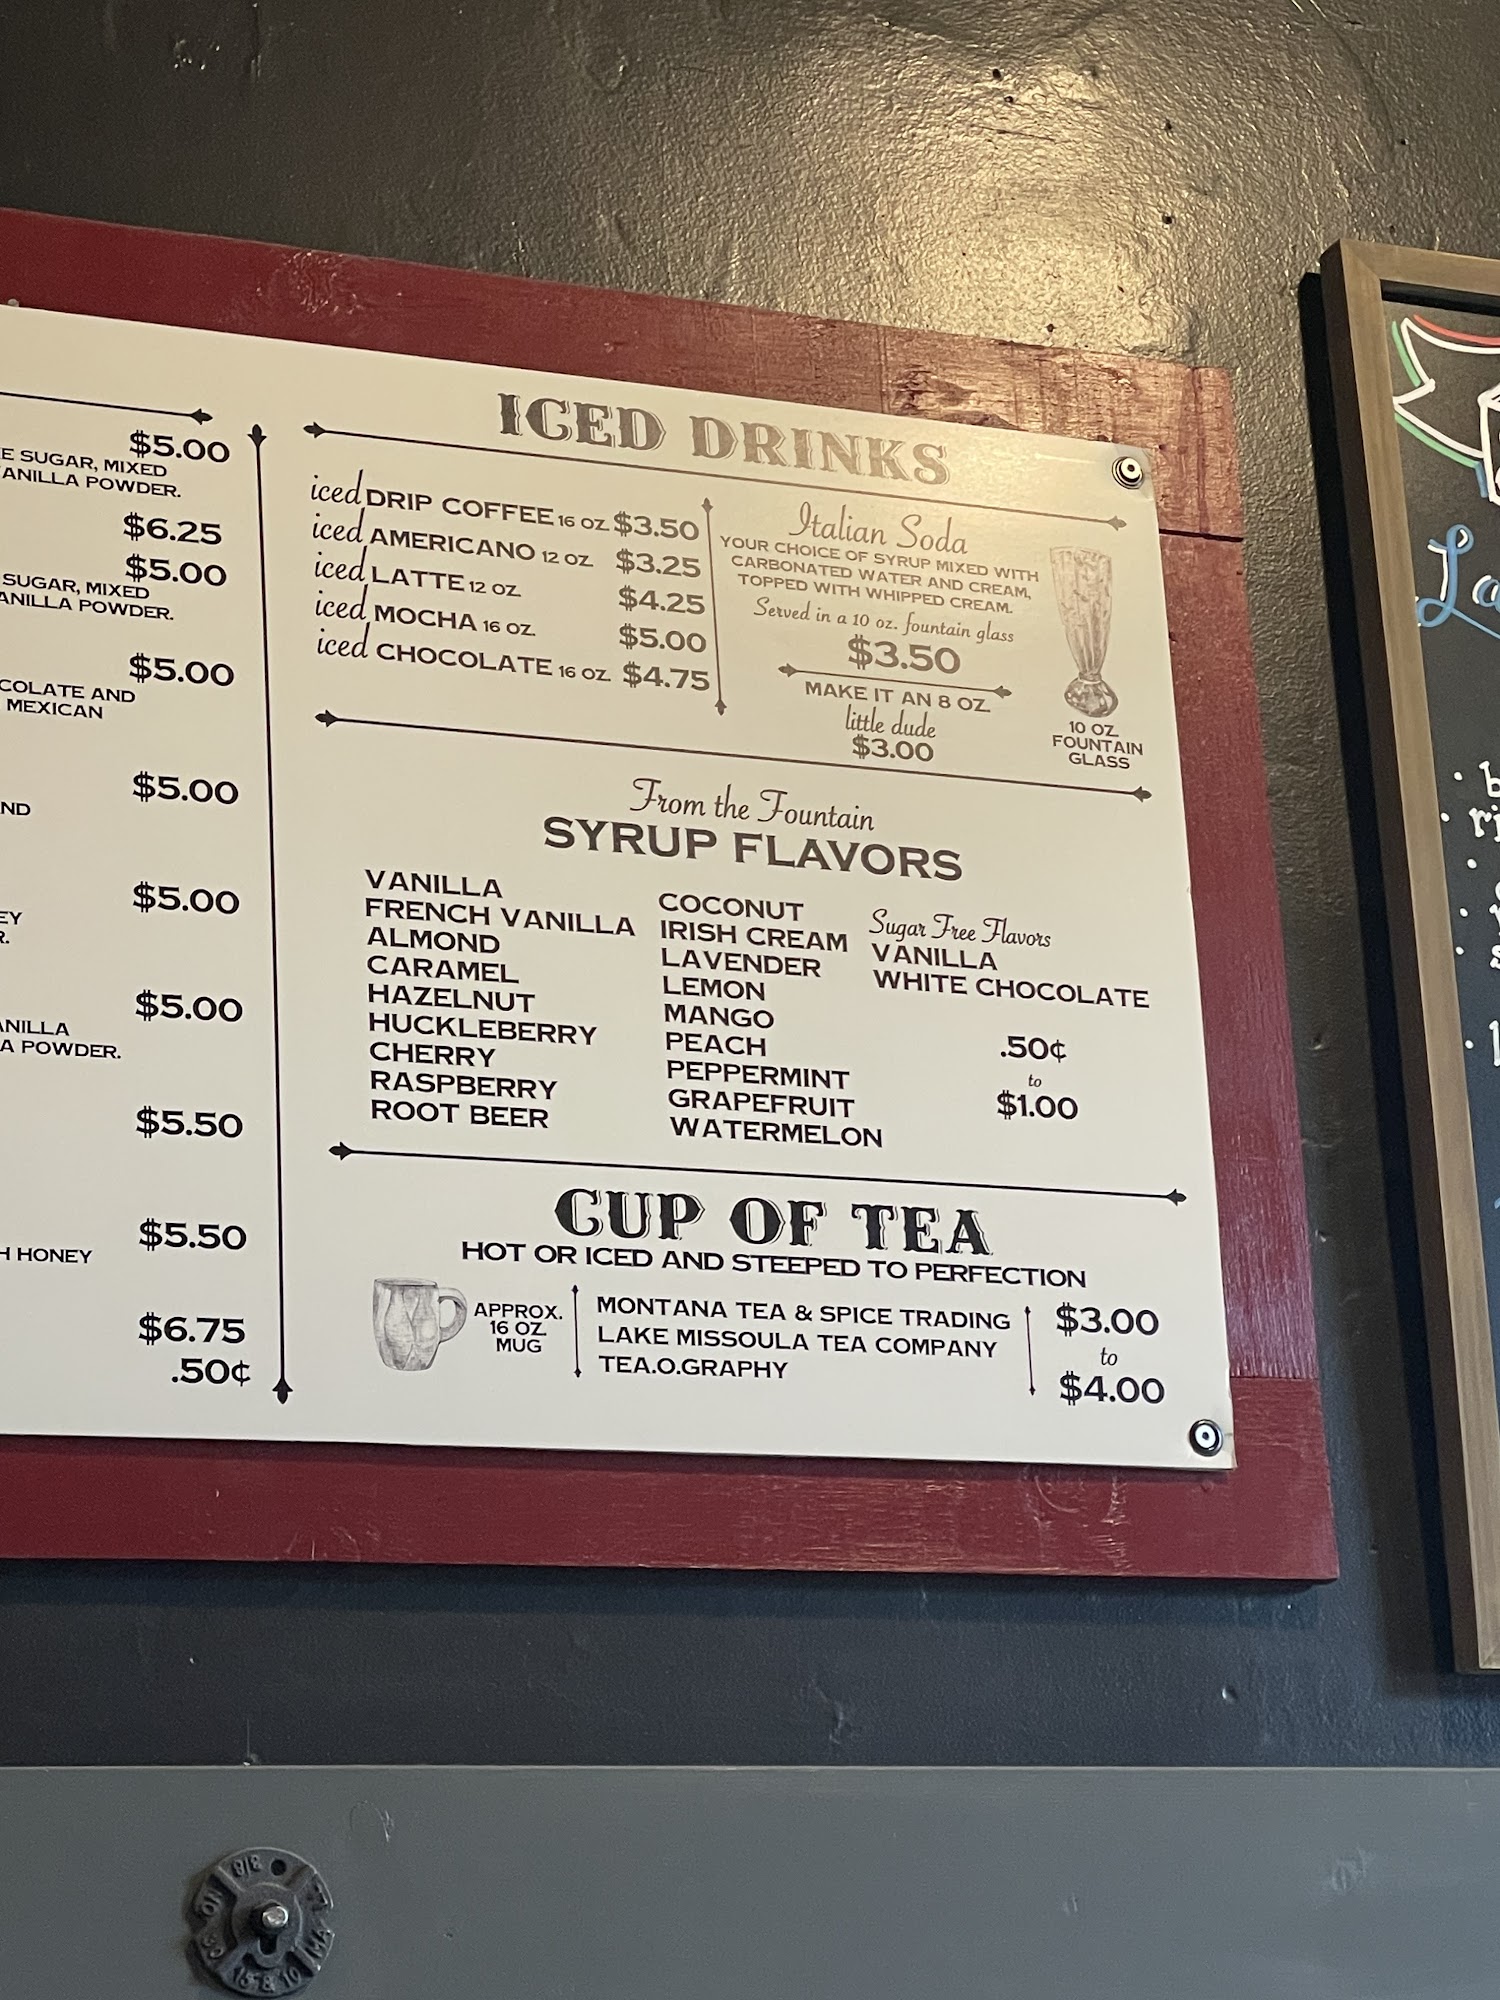 $5.00
E SUGAR, MIXED
ANILLA POWDER.
$6.25
$5.00
SUGAR, MIXED
ANILLA POWDER.
$5.00
COLATE AND
MEXICAN
$5.00
ND
$5.00
EY
R.
$5.00
ANILLA
A POWDER.
$5.50
$5.50
H HONEY
$6.75
.50¢
ICED DRINKS
iced DRIP COFFEE 16 OZ. $3.50
iced AMERICANO 12 OZ. $3.25
iced LATTE 12 OZ. $4.25
iced MOCHA 16 OZ. $5.00
iced CHOCOLATE 16 OZ. $4.75
Italian Soda
YOUR CHOICE OF SYRUP MIXED WITH
CARBONATED WATER AND CREAM,
TOPPED WITH WHIPPED CREAM.
Served in a 10 oz. fountain glass
$3.50
MAKE IT AN 8 OZ.
little dude
$3.00
10 OZ.
FOUNTAIN
GLASS
From the Fountain
SYRUP FLAVORS
VANILLA
FRENCH VANILLA
ALMOND
CARAMEL
HAZELNUT
HUCKLEBERRY
CHERRY
RASPBERRY
ROOT BEER
COCONUT
IRISH CREAM
LAVENDER
LEMON
MANGO
PEACH
PEPPERMINT
GRAPEFRUIT
WATERMELON
Sugar Free Flavors
VANILLA
WHITE CHOCOLATE
.50¢
to
$1.00
CUP OF TEA
HOT OR ICED AND STEEPED TO PERFECTION
APPROX.
16 OZ.
MUG
MONTANA TEA & SPICE TRADING
LAKE MISSOULA TEA COMPANY
TEA.O.GRAPHY
$3.00
to
$4.00
La
3/8
15 & 10